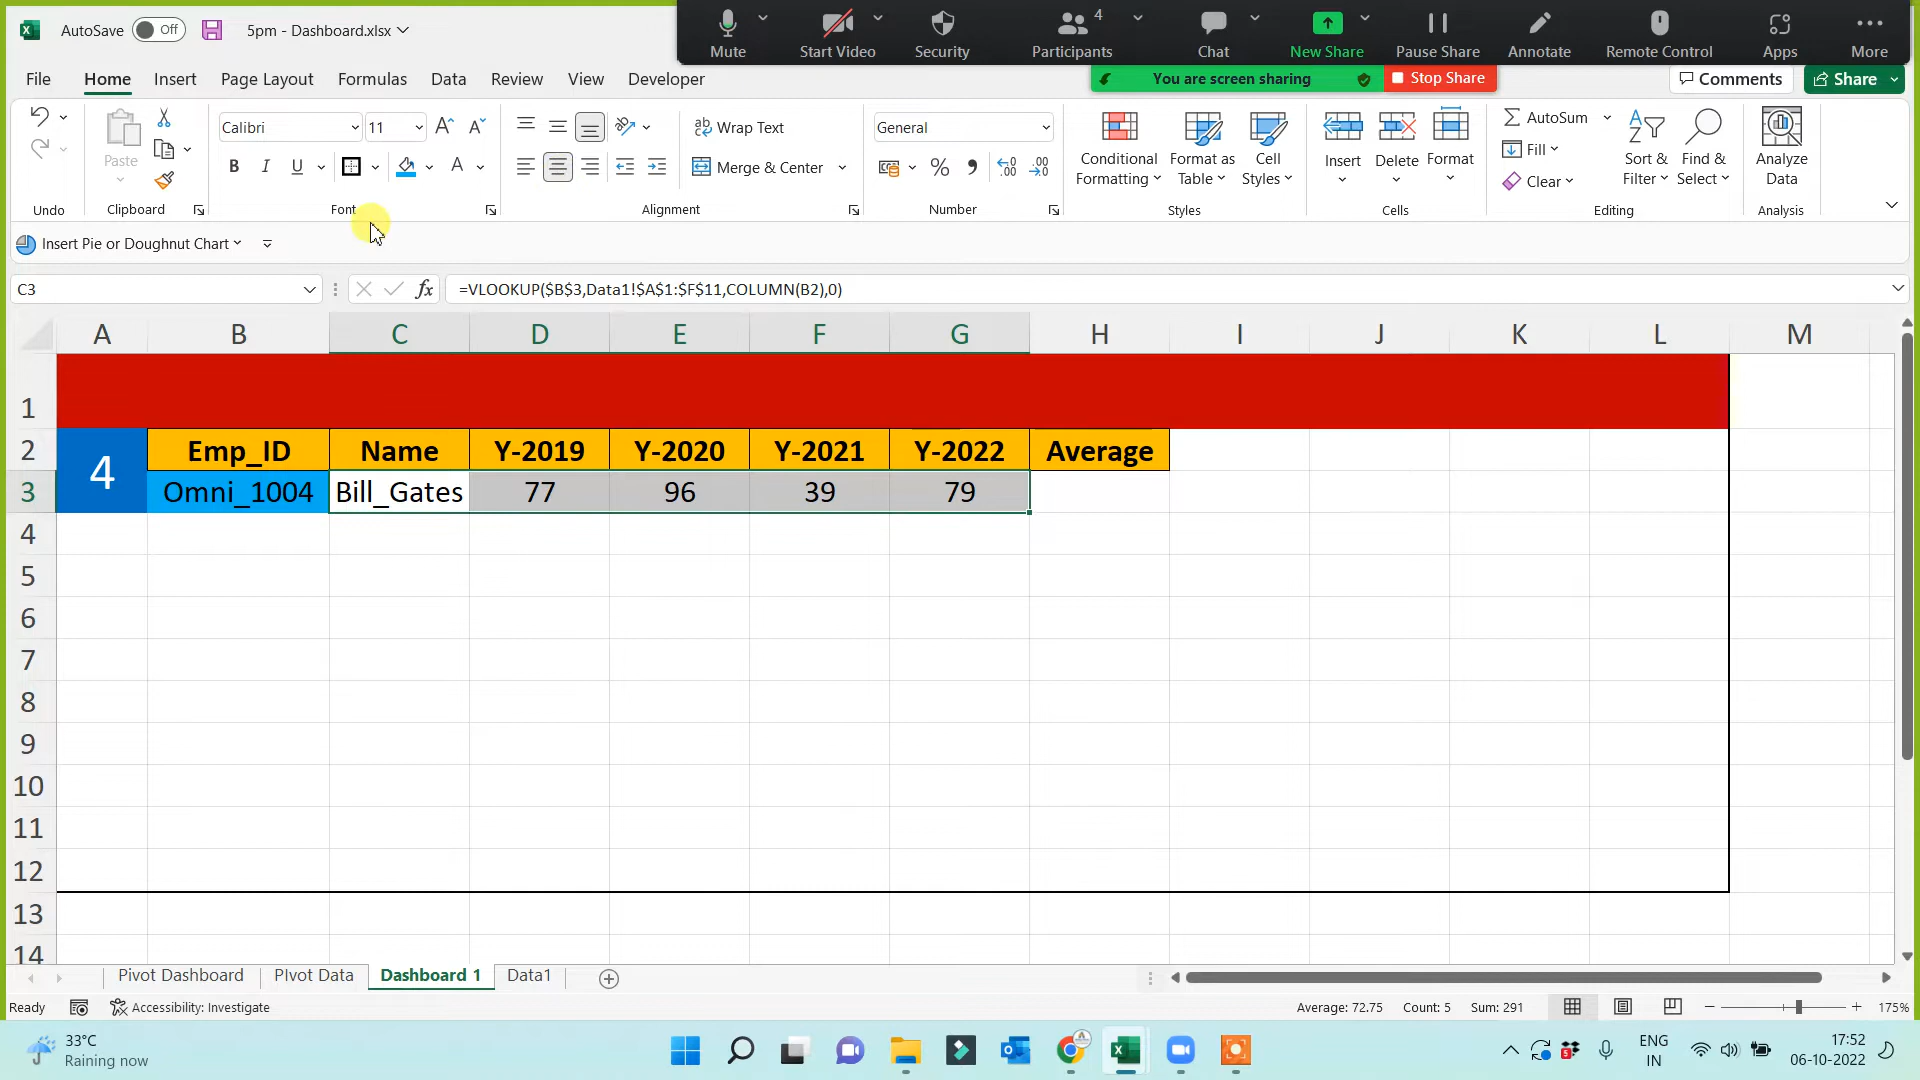 AutoSave Off 5pm - Dashboard.xlsx
Mute Start Video Security Participants 4 Chat New Share Pause Share Annotate Remote Control Apps More
You are screen sharing Stop Share
File Home Insert Page Layout Formulas Data Review View Developer Comments Share
Calibri 11 Wrap Text General AutoSum
Paste B I U A Merge & Center % Conditional Formatting Format as Table Cell Styles Insert Delete Format Fill Clear Sort & Filter Find & Select Analyze Data
Undo Clipboard Font Alignment Number Styles Cells Editing Analysis
Insert Pie or Doughnut Chart
C3 fx =VLOOKUP($B$3,Data1!$A$1:$F$11,COLUMN(B2),0)
A B C D E F G H I J K L M
1
2 4 Emp_ID Name Y-2019 Y-2020 Y-2021 Y-2022 Average
3 Omni_1004 Bill_Gates 77 96 39 79
4
5
6
7
8
9
10
11
12
13
14
Pivot Dashboard PIvot Data Dashboard 1 Data1
Ready Accessibility: Investigate Average: 72.75 Count: 5 Sum: 291 175%
33°C
Raining now
ENG
IN
17:52
06-10-2022